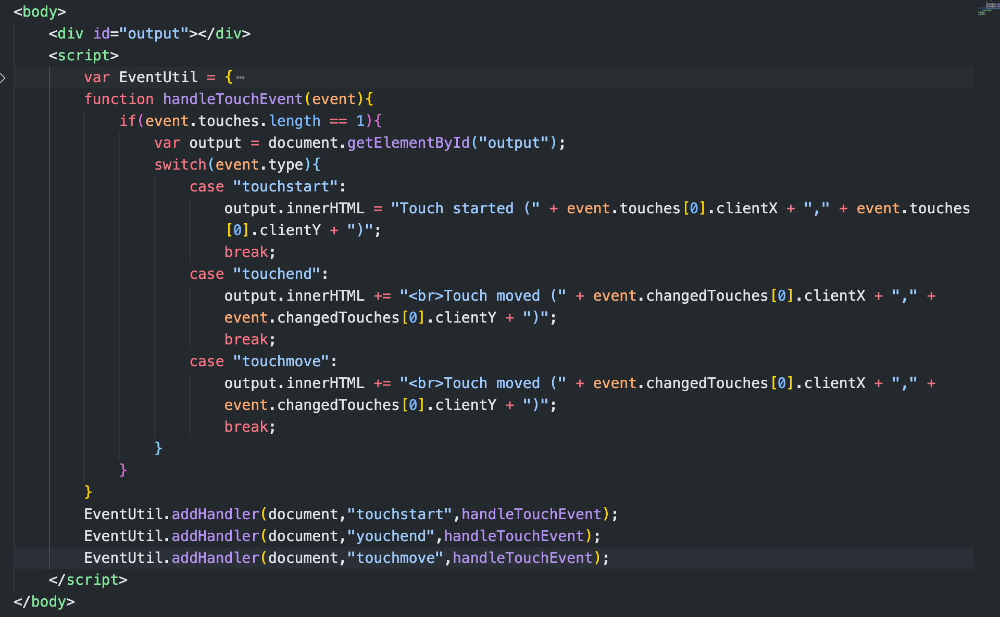 <body>
<div id="output"></div>
<script>
var EventUtil = {…
function handleTouchEvent(event){
if(event.touches.length == 1){
var output = document.getElementById("output");
switch(event.type){
case "touchstart":
output.innerHTML = "Touch started (" + event.touches[0].clientX + "," + event.touches
[0].clientY + ")";
break;
case "touchend":
output.innerHTML += "<br>Touch moved (" + event.changedTouches[0].clientX + "," +
event.changedTouches[0].clientY + ")";
break;
case "touchmove":
output.innerHTML += "<br>Touch moved (" + event.changedTouches[0].clientX + "," +
event.changedTouches[0].clientY + ")";
break;
}
}
}
EventUtil.addHandler(document,"touchstart",handleTouchEvent);
EventUtil.addHandler(document,"youchend",handleTouchEvent);
EventUtil.addHandler(document,"touchmove",handleTouchEvent);
</script>
</body>